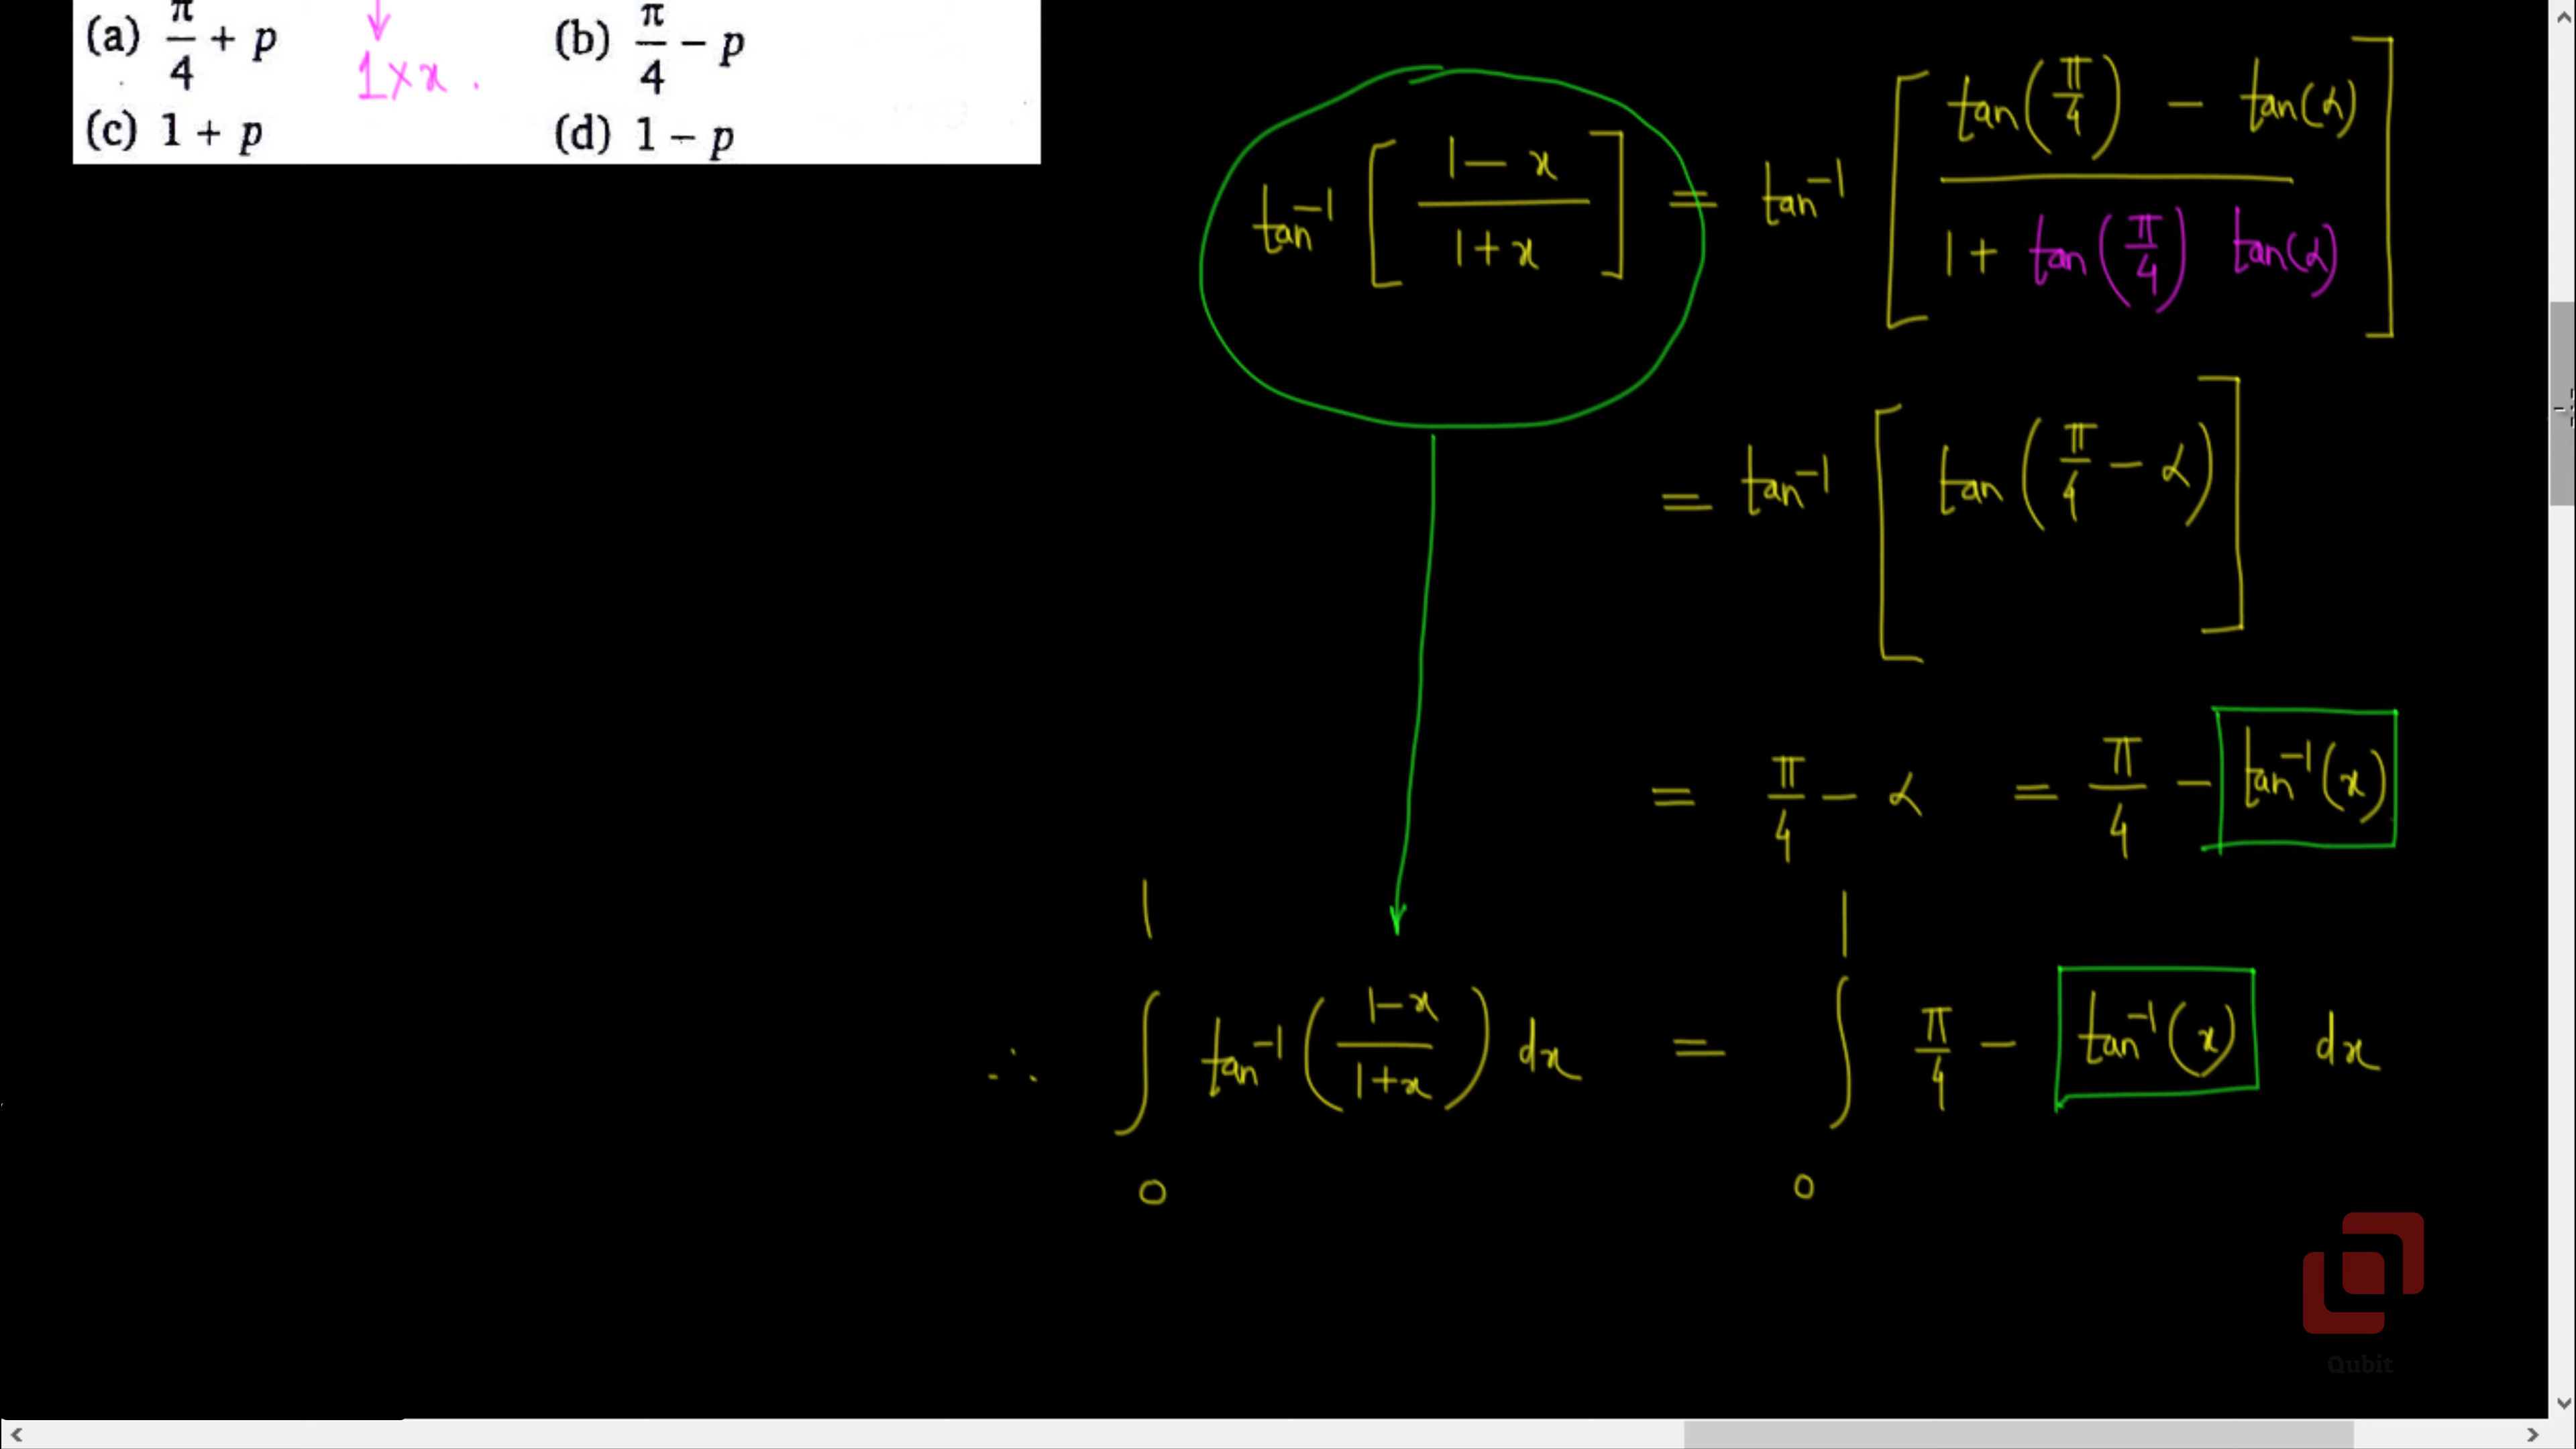 (a) π/4 + p (b) π/4 − p
1 × x .
(c) 1 + p (d) 1 − p
tan⁻¹ [ (1 − x)/(1 + x) ] = tan⁻¹ [ (tan(π/4) − tan(α))/(1 + tan(π/4) tan(α)) ]
= tan⁻¹ [ tan(π/4 − α) ]
= π/4 − α = π/4 − tan⁻¹(x)
∴ ∫₀¹ tan⁻¹((1−x)/(1+x)) dx = ∫₀¹ π/4 − tan⁻¹(x) dx
Qubit